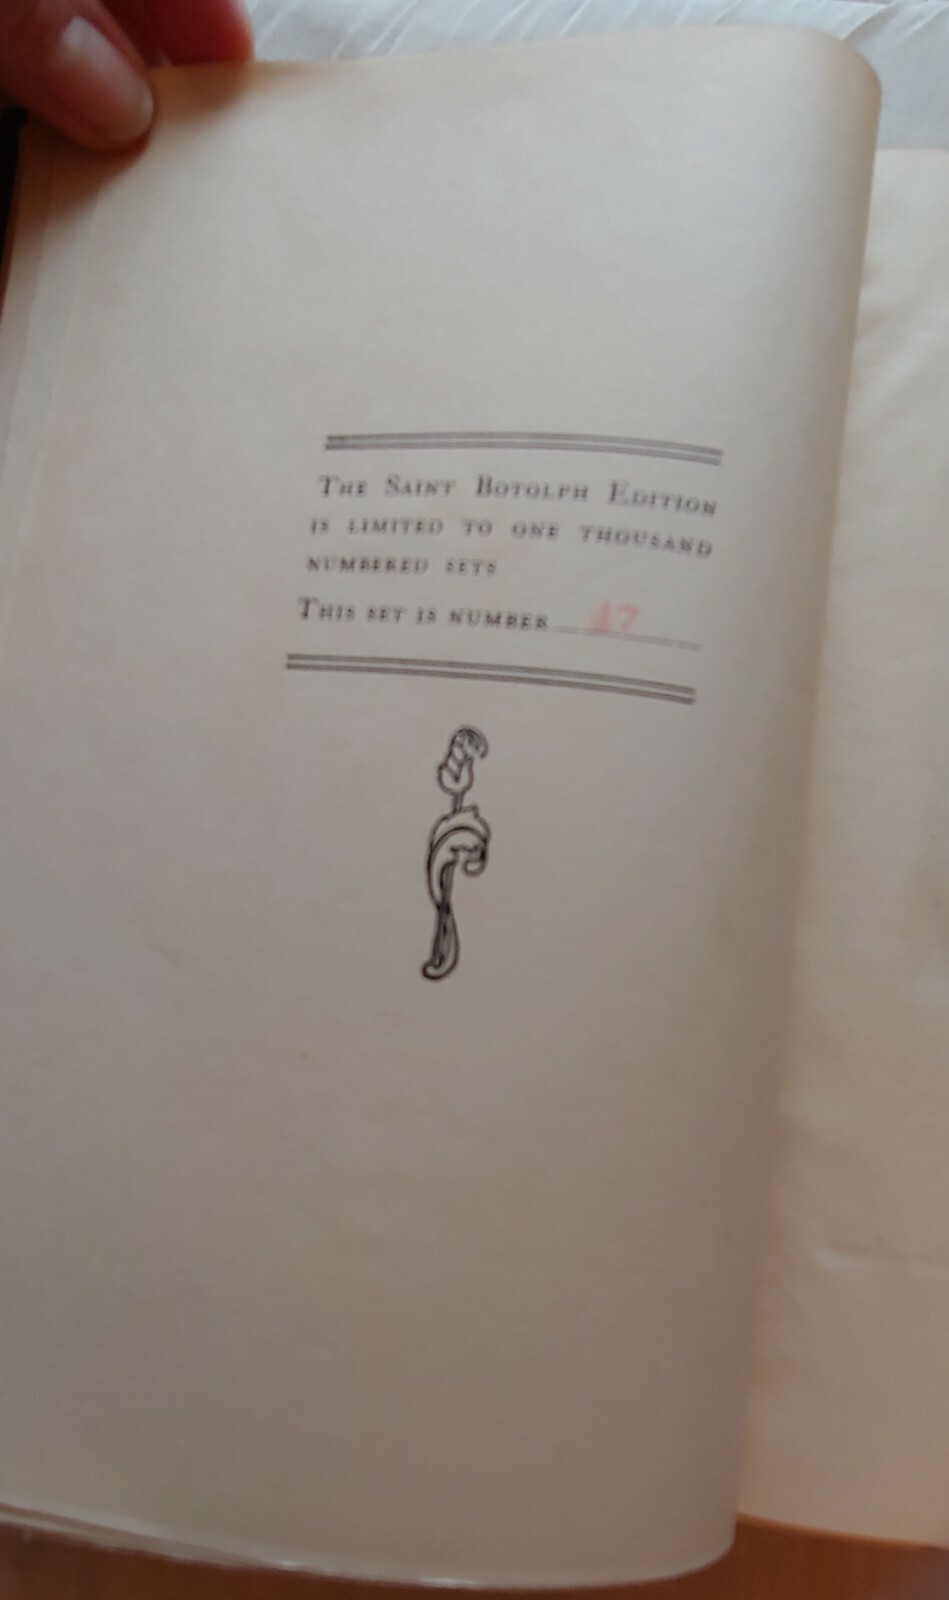 The Saint Botolph Edition
is limited to one thousand
numbered sets
This set is number 47